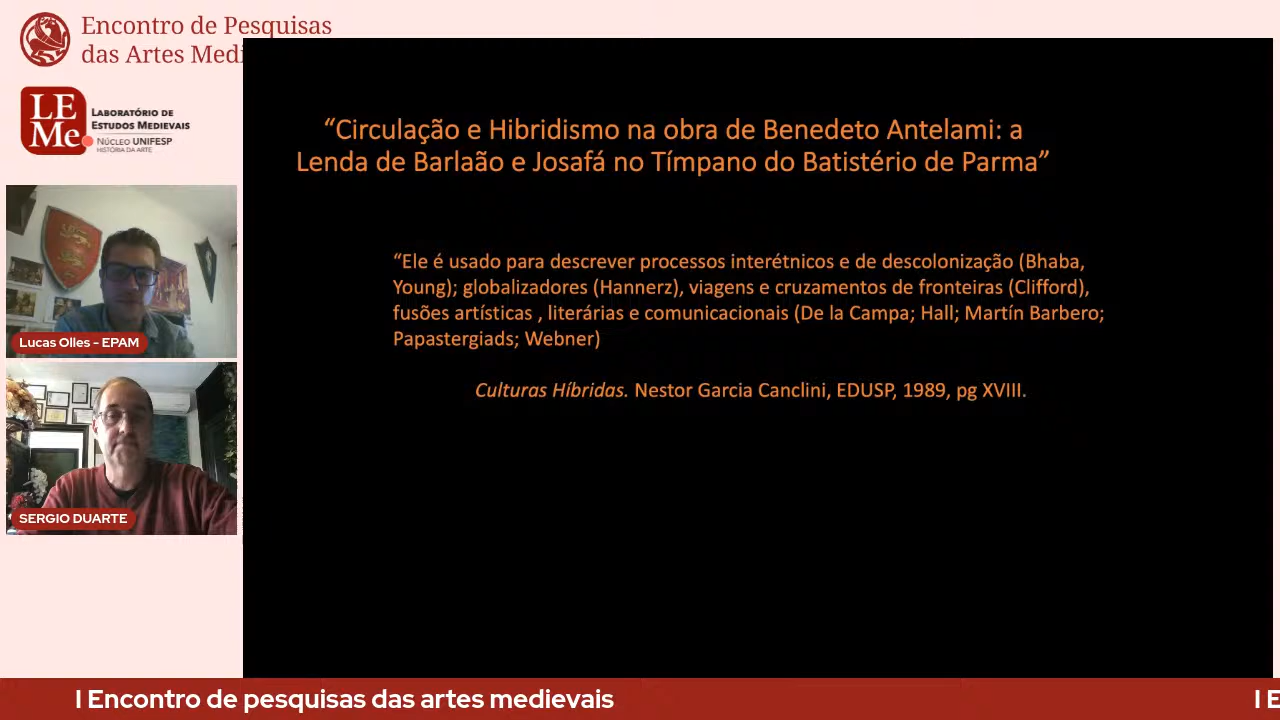 Encontro de Pesquisas
das Artes Medi
LE
Me
LABORATÓRIO DE
ESTUDOS MEDIEVAIS
NÚCLEO UNIFESP
HISTÓRIA DA ARTE
“Circulação e Hibridismo na obra de Benedeto Antelami: a
Lenda de Barlaão e Josafá no Tímpano do Batistério de Parma”
“Ele é usado para descrever processos interétnicos e de descolonização (Bhaba,
Young); globalizadores (Hannerz), viagens e cruzamentos de fronteiras (Clifford),
fusões artísticas , literárias e comunicacionais (De la Campa; Hall; Martín Barbero;
Papastergiads; Webner)
Culturas Híbridas. Nestor Garcia Canclini, EDUSP, 1989, pg XVIII.
Lucas Olles - EPAM
SERGIO DUARTE
I Encontro de pesquisas das artes medievais
I E